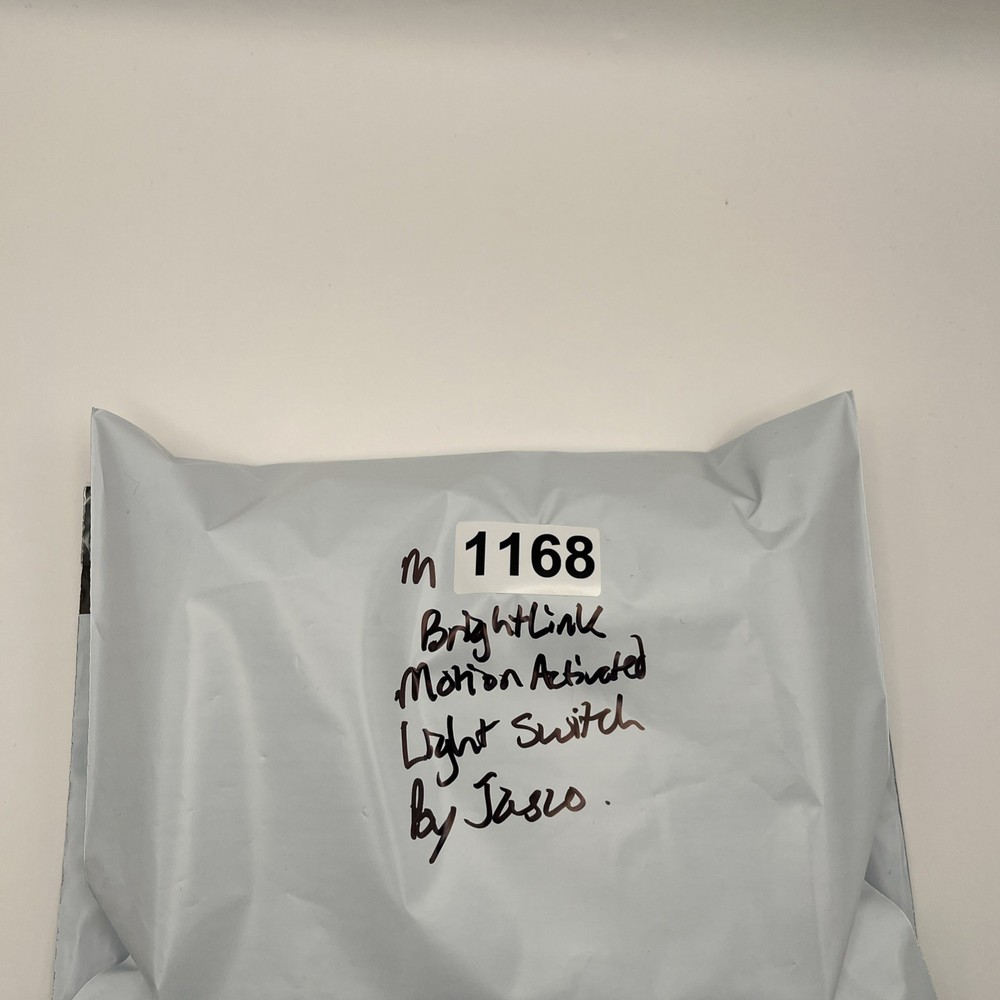 M 1168
BrightLink
Motion Activated
Light Switch
By Jasco.